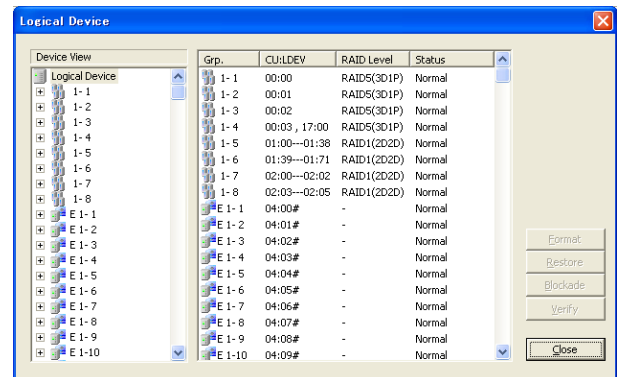 Logical Device
Device View
Logical Device
1- 1
1- 2
1- 3
1- 4
1- 5
1- 6
1- 7
1- 8
E 1- 1
E 1- 2
E 1- 3
E 1- 4
E 1- 5
E 1- 6
E 1- 7
E 1- 8
E 1- 9
E 1-10
Grp. CU:LDEV RAID Level Status
1- 1 00:00 RAID5(3D1P) Normal
1- 2 00:01 RAID5(3D1P) Normal
1- 3 00:02 RAID5(3D1P) Normal
1- 4 00:03 , 17:00 RAID5(3D1P) Normal
1- 5 01:00---01:38 RAID1(2D2D) Normal
1- 6 01:39---01:71 RAID1(2D2D) Normal
1- 7 02:00---02:02 RAID1(2D2D) Normal
1- 8 02:03---02:05 RAID1(2D2D) Normal
E 1- 1 04:00# - Normal
E 1- 2 04:01# - Normal
E 1- 3 04:02# - Normal
E 1- 4 04:03# - Normal
E 1- 5 04:04# - Normal
E 1- 6 04:05# - Normal
E 1- 7 04:06# - Normal
E 1- 8 04:07# - Normal
E 1- 9 04:08# - Normal
E 1-10 04:09# - Normal
Format
Restore
Blockade
Verify
Close